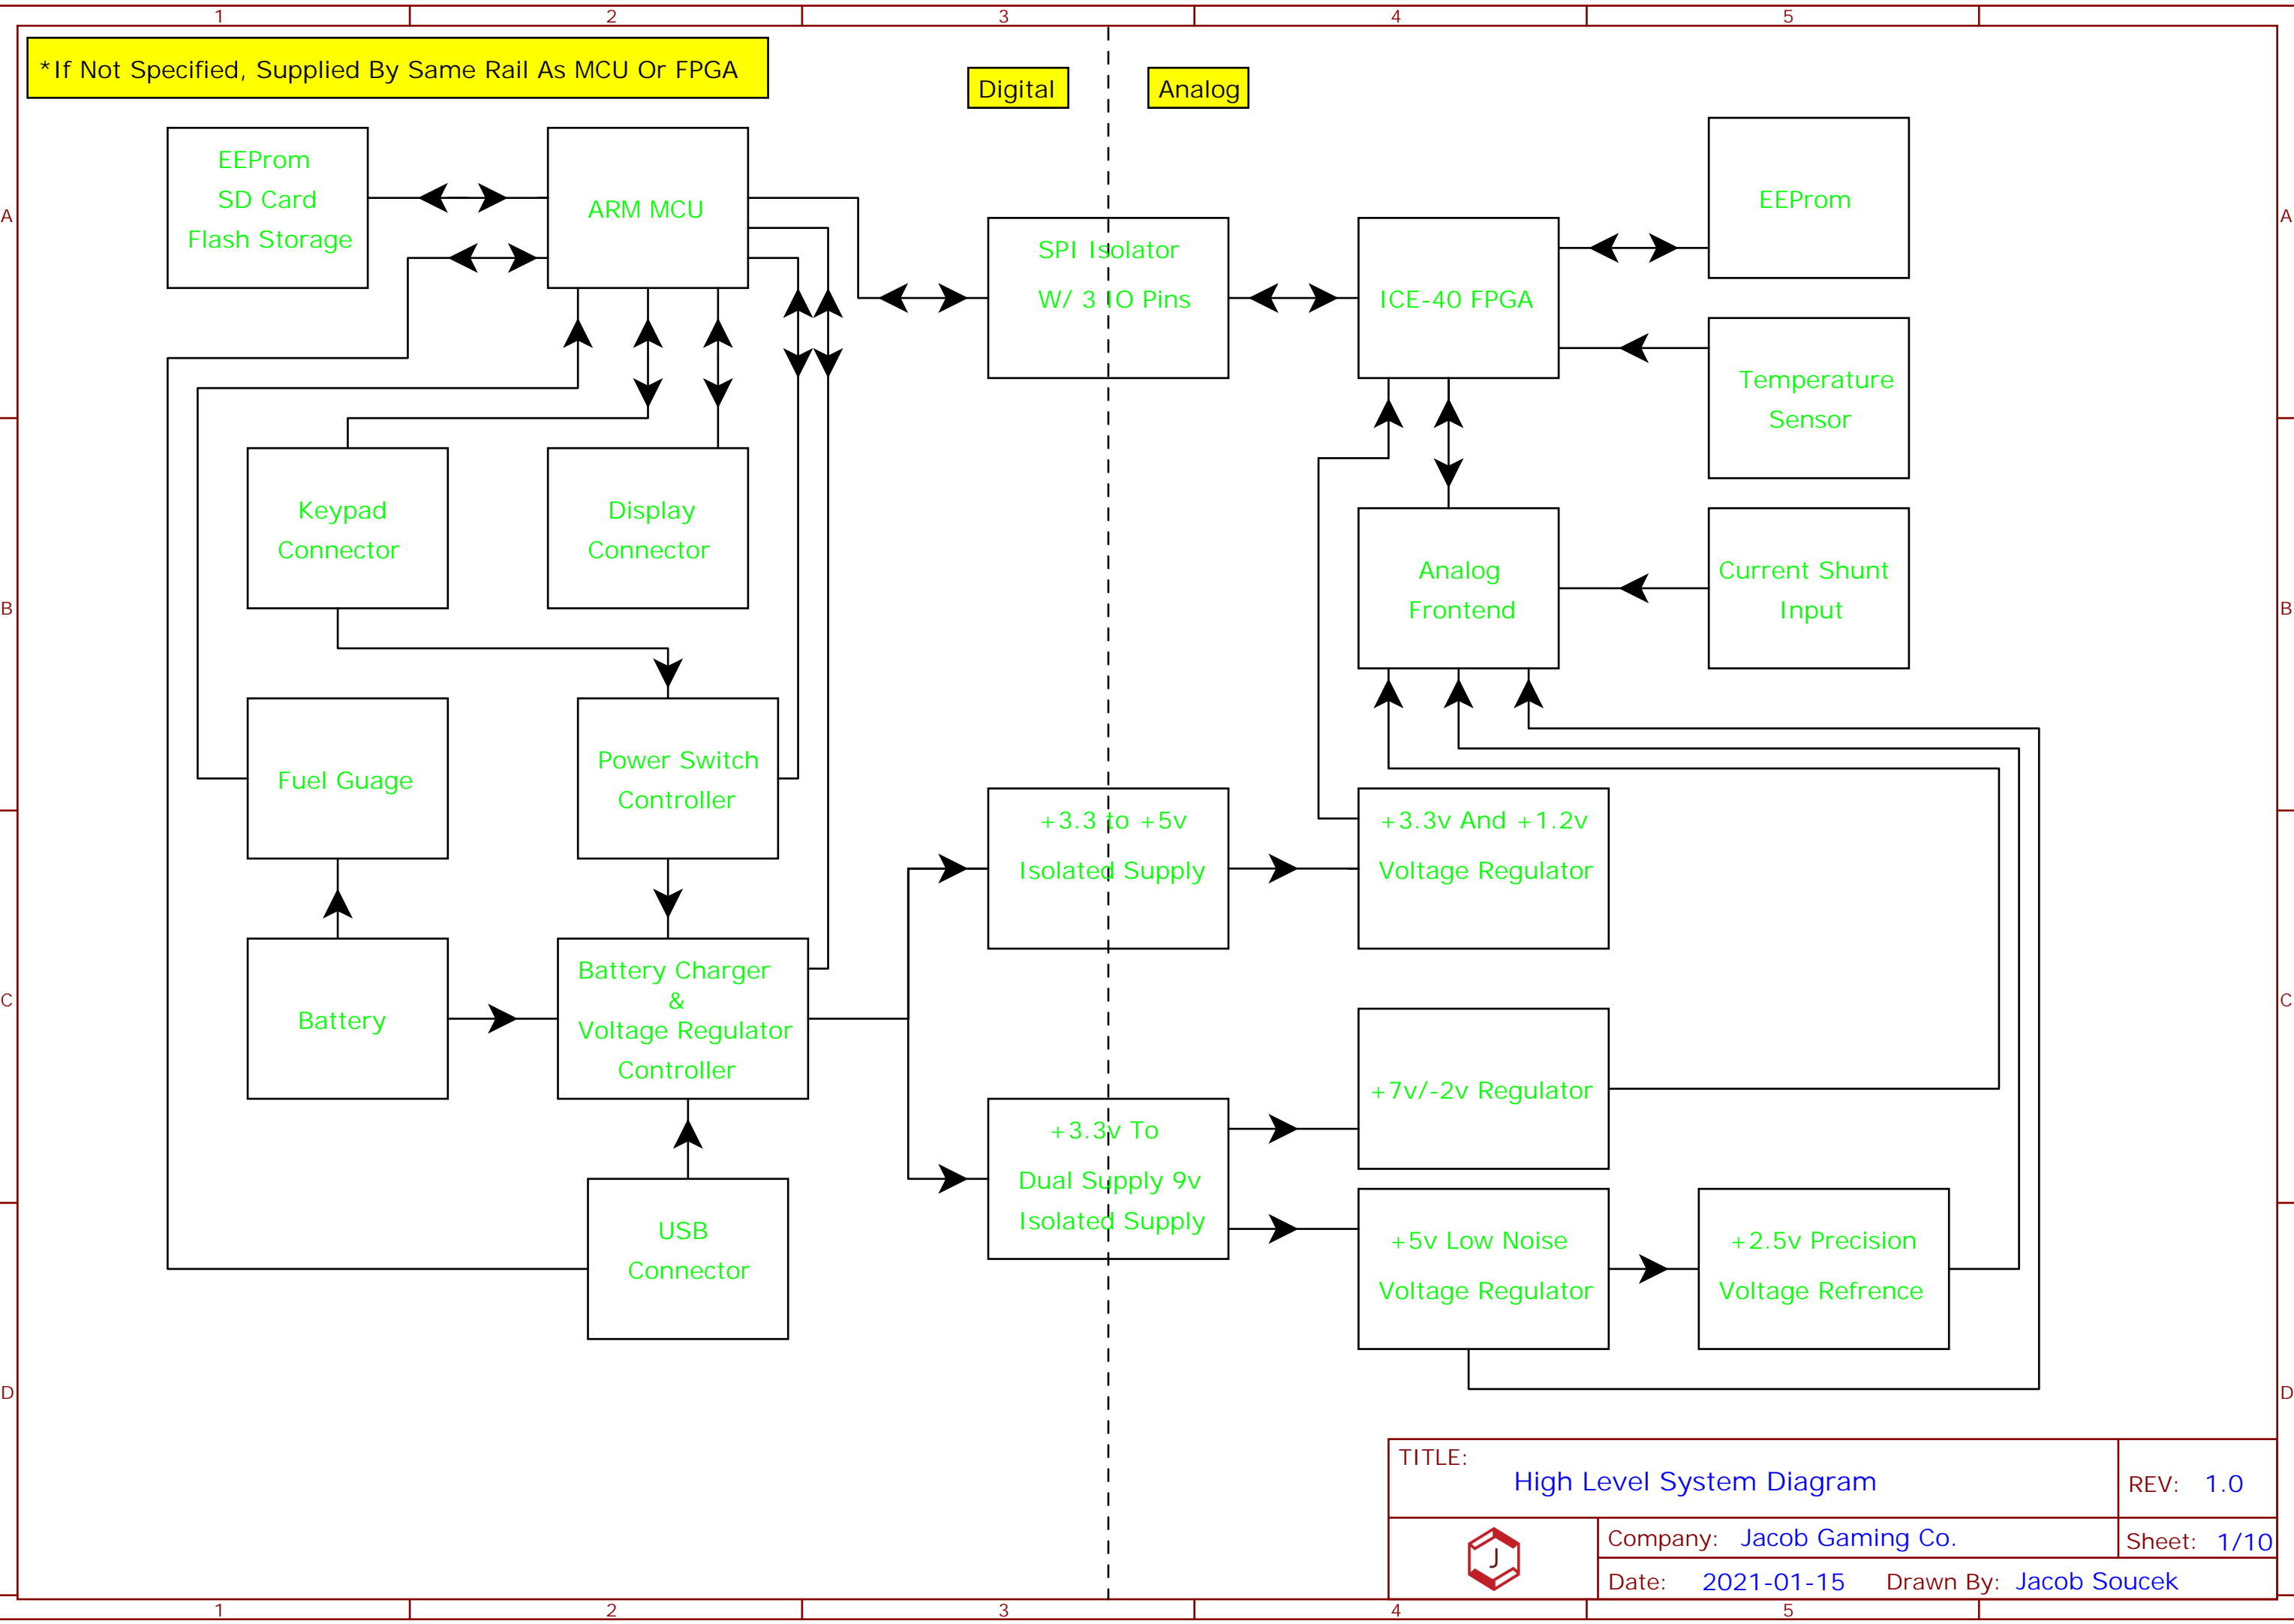 1 2 3 4 5
*If Not Specified, Supplied By Same Rail As MCU Or FPGA
Digital
Analog
A
A
EEProm
SD Card
Flash Storage
ARM MCU
SPI Isolator
W/ 3 IO Pins
ICE-40 FPGA
EEProm
Temperature
Sensor
B
B
Keypad
Connector
Display
Connector
Analog
Frontend
Current Shunt
Input
Fuel Guage
Power Switch
Controller
+3.3 to +5v
Isolated Supply
+3.3v And +1.2v
Voltage Regulator
C
C
Battery
Battery Charger
&
Voltage Regulator
Controller
+7v/-2v Regulator
+3.3v To
Dual Supply 9v
Isolated Supply
USB
Connector
+5v Low Noise
Voltage Regulator
+2.5v Precision
Voltage Refrence
D
D
TITLE:
High Level System Diagram
REV: 1.0
J
Company: Jacob Gaming Co.
Sheet: 1/10
Date: 2021-01-15 Drawn By: Jacob Soucek
1 2 3 4 5